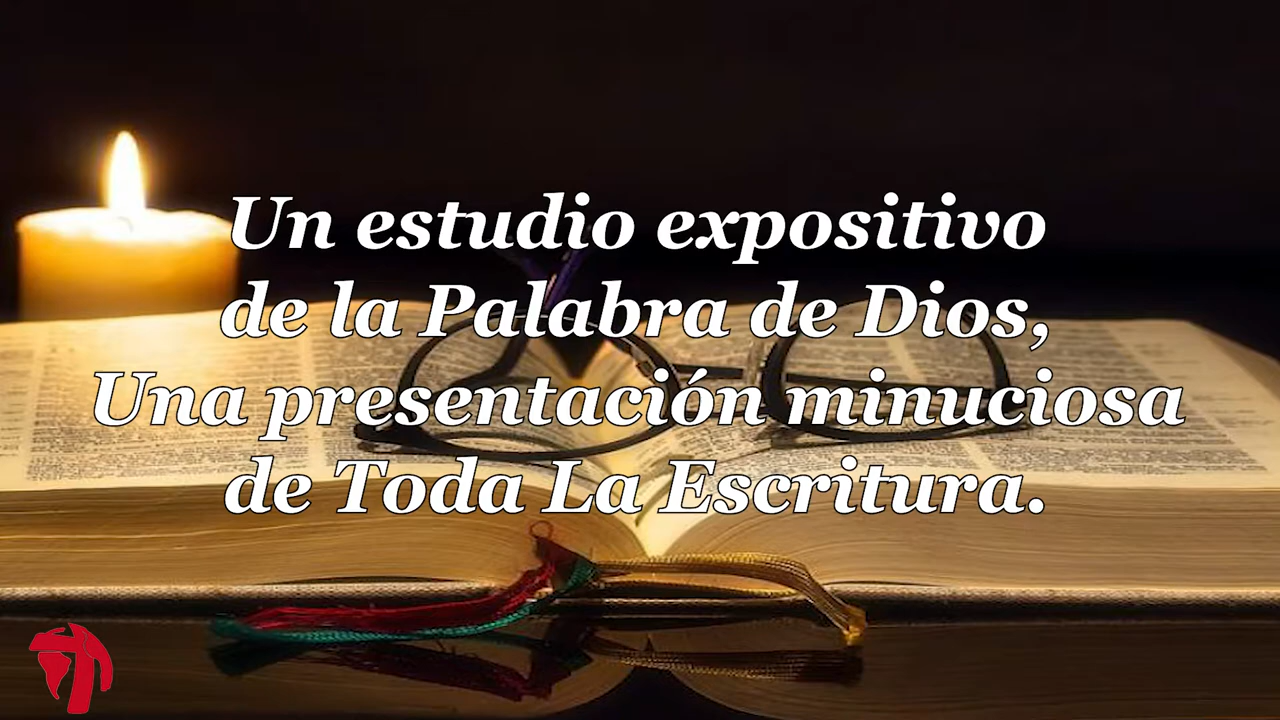 Un estudio expositivo
de la Palabra de Dios,
Una presentación minuciosa
de Toda La Escritura.